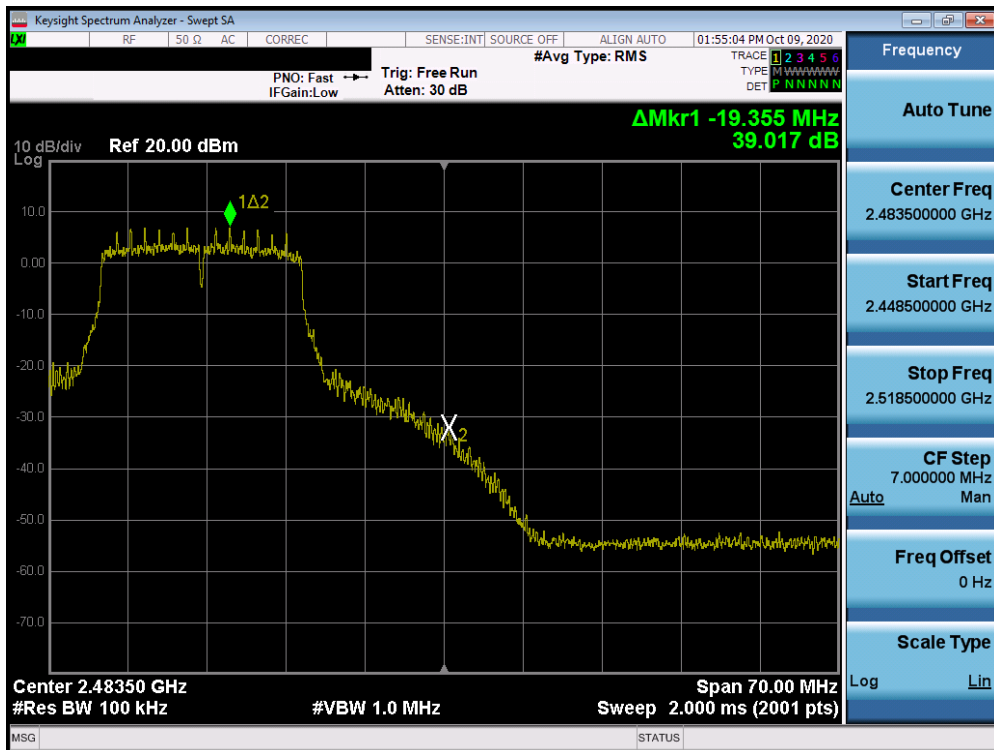 Keysight Spectrum Analyzer - Swept SA
LXI RF 50 Ω AC CORREC SENSE:INT SOURCE OFF ALIGN AUTO 01:55:04 PM Oct 09, 2020
#Avg Type: RMS
TRACE 1 2 3 4 5 6
PNO: Fast Trig: Free Run
TYPE M WWWWW
IFGain:Low Atten: 30 dB
DET P N N N N N
ΔMkr1 -19.355 MHz
39.017 dB
10 dB/div Ref 20.00 dBm
Log
1Δ2
10.0
0.00
-10.0
-20.0
-30.0
X2
-40.0
-50.0
-60.0
-70.0
Center 2.48350 GHz Span 70.00 MHz
#Res BW 100 kHz #VBW 1.0 MHz Sweep 2.000 ms (2001 pts)
MSG STATUS
Frequency
Auto Tune
Center Freq
2.483500000 GHz
Start Freq
2.448500000 GHz
Stop Freq
2.518500000 GHz
CF Step
7.000000 MHz
Auto Man
Freq Offset
0 Hz
Scale Type
Log Lin